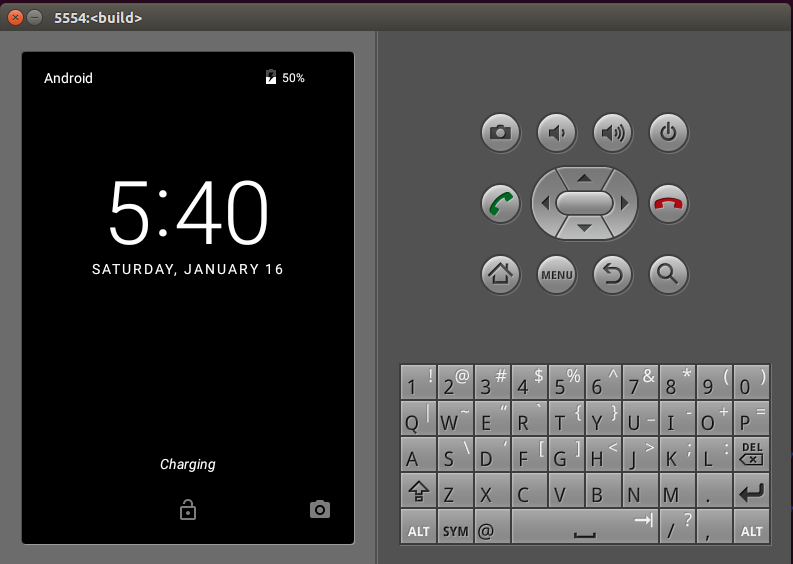 5554:<build>
Android 50%
5:40
SATURDAY, JANUARY 16
Charging
MENU
1 ! 2 @ 3 # 4 $ 5 % 6 ^ 7 & 8 * 9 ( 0 )
Q | W ~ E “ R ` T { Y } U _ I - O + P =
A S \ D ‘ F [ G ] H < J > K ; L : DEL
Z X C V B N M .
ALT SYM @ / ? , ALT